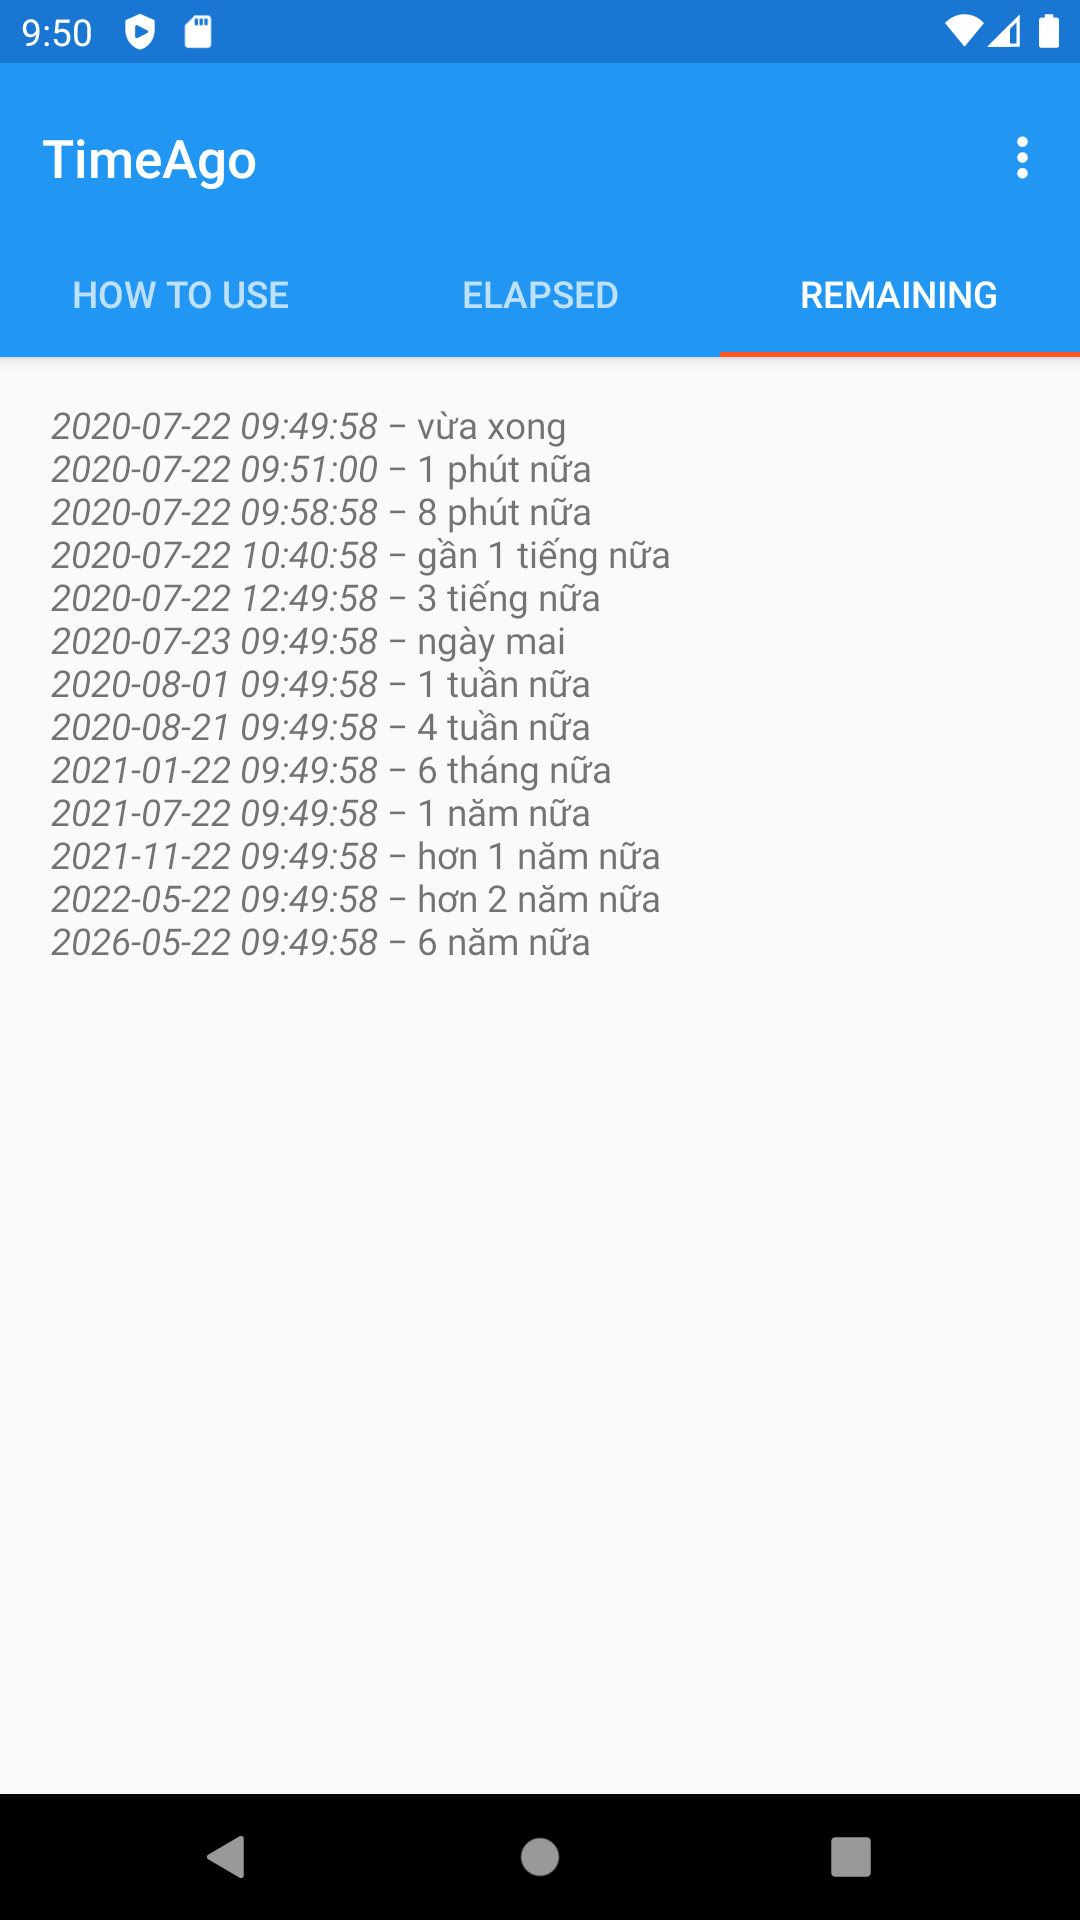 9:50
TimeAgo
HOW TO USE
ELAPSED
REMAINING
2020-07-22 09:49:58 – vừa xong
2020-07-22 09:51:00 – 1 phút nữa
2020-07-22 09:58:58 – 8 phút nữa
2020-07-22 10:40:58 – gần 1 tiếng nữa
2020-07-22 12:49:58 – 3 tiếng nữa
2020-07-23 09:49:58 – ngày mai
2020-08-01 09:49:58 – 1 tuần nữa
2020-08-21 09:49:58 – 4 tuần nữa
2021-01-22 09:49:58 – 6 tháng nữa
2021-07-22 09:49:58 – 1 năm nữa
2021-11-22 09:49:58 – hơn 1 năm nữa
2022-05-22 09:49:58 – hơn 2 năm nữa
2026-05-22 09:49:58 – 6 năm nữa